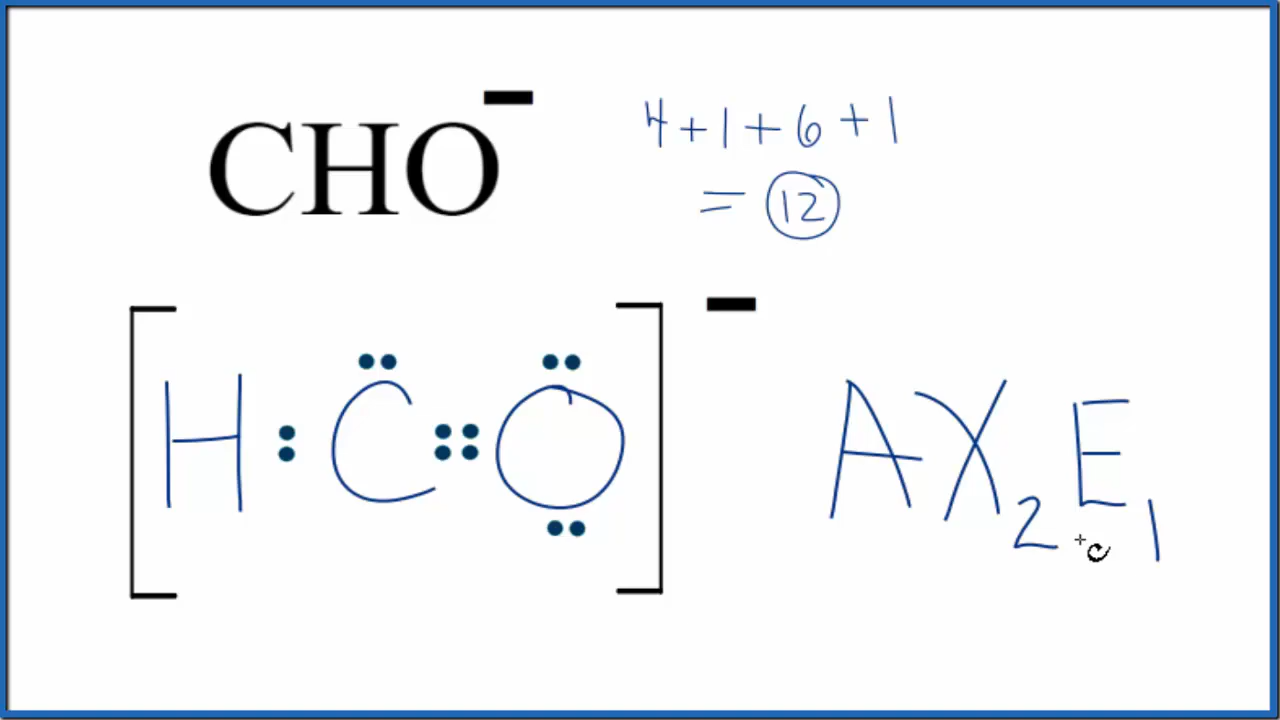 CHO⁻
4+1+6+1
= 12
[H : C :: O]⁻
AX₂E₁